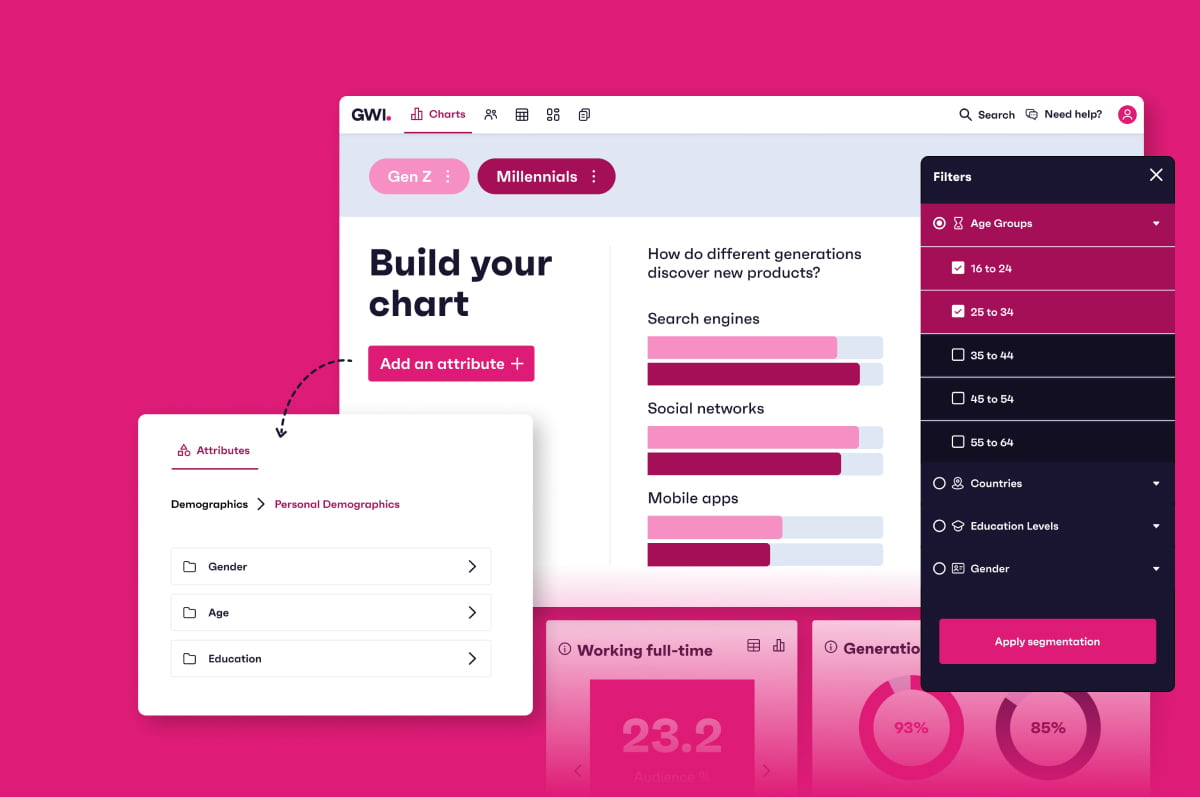 GWI.
Charts
Search
Need help?
Gen Z
Millennials
Build your
chart
Add an attribute
How do different generations
discover new products?
Search engines
Social networks
Mobile apps
Filters
Age Groups
16 to 24
25 to 34
35 to 44
45 to 54
55 to 64
Countries
Education Levels
Gender
Apply segmentation
Attributes
Demographics
Personal Demographics
Gender
Age
Education
Working full-time
23.2
Audience %
Generatio
93%
85%